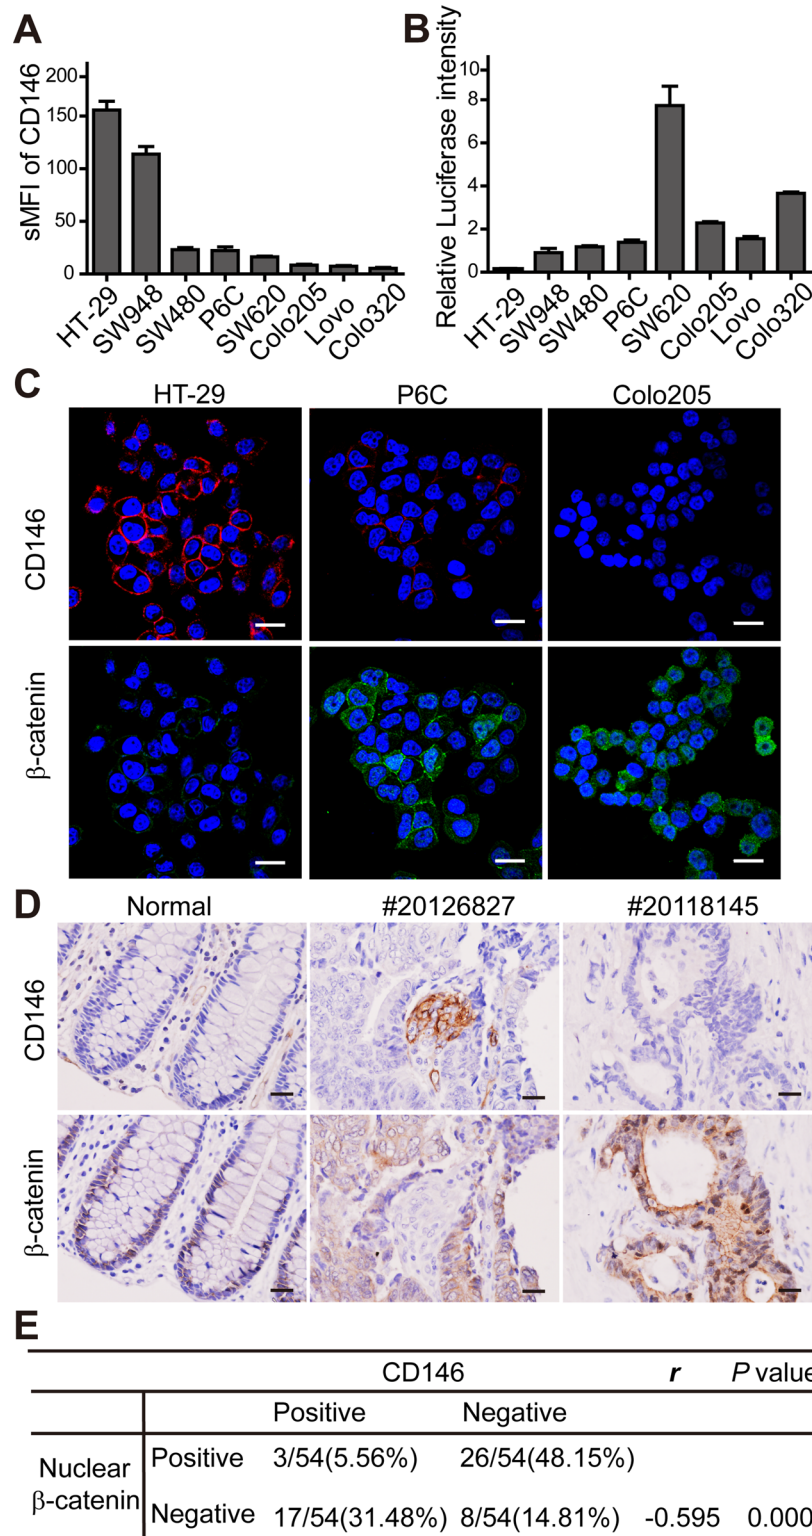 A
sMFI of CD146
200
150
100
50
0
HT-29
SW948
SW480
P6C
SW620
Colo205
Lovo
Colo320
B
Relative Luciferase intensity
10
8
6
4
2
0
HT-29
SW948
SW480
P6C
SW620
Colo205
Lovo
Colo320
C
HT-29 P6C Colo205
CD146
β-catenin
D
Normal #20126827 #20118145
CD146
β-catenin
E
CD146 r P value
Positive Negative
Nuclear β-catenin
Positive 3/54(5.56%) 26/54(48.15%)
Negative 17/54(31.48%) 8/54(14.81%) -0.595 0.000